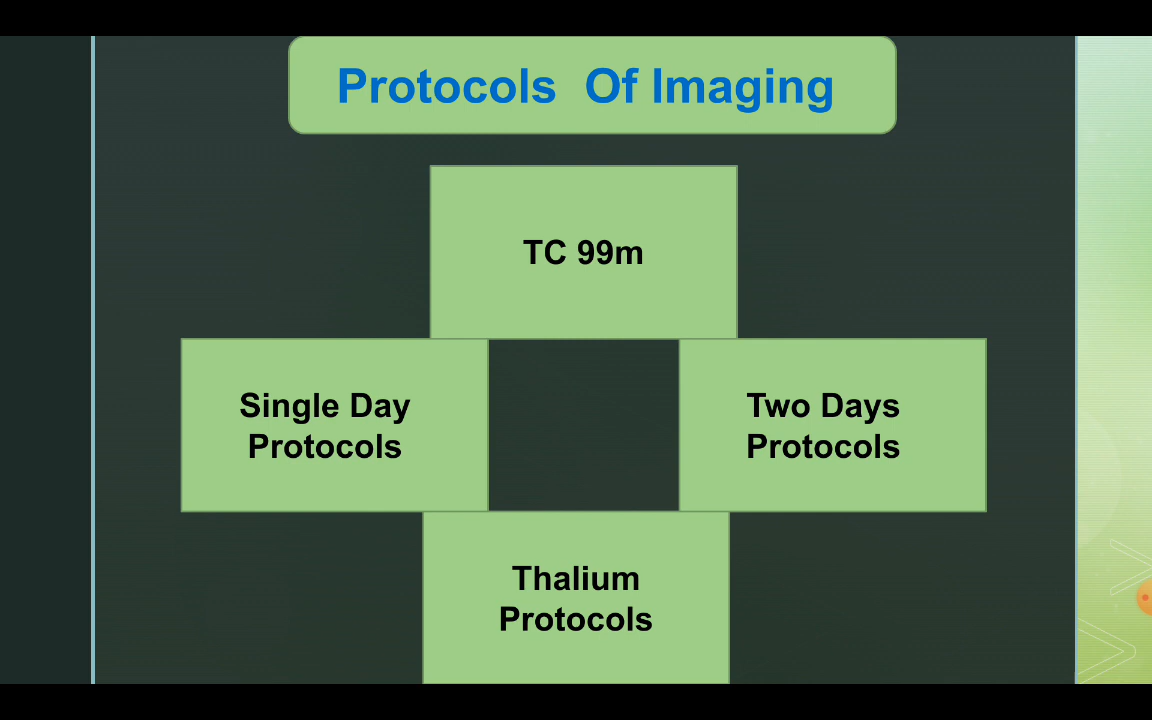 Protocols Of Imaging
TC 99m
Single Day
Protocols
Two Days
Protocols
Thalium
Protocols